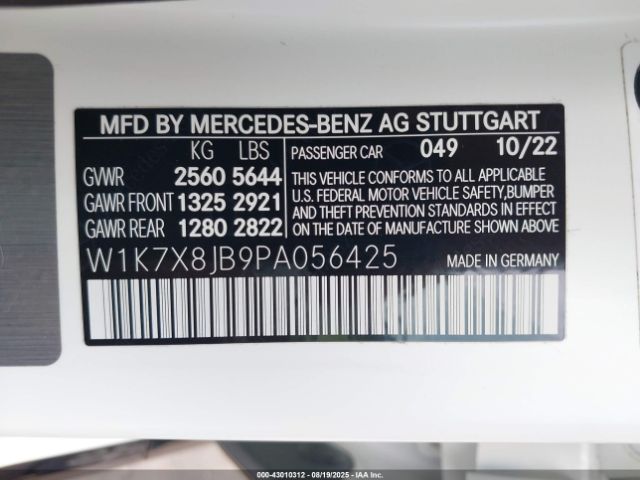 MFD BY MERCEDES-BENZ AG STUTTGART
KG LBS
GWWR 2560 5644
GAWR FRONT 1325 2921
GAWR REAR 1280 2822
PASSENGER CAR 049 10/22
THIS VEHICLE CONFORMS TO ALL APPLICABLE
U.S. FEDERAL MOTOR VEHICLE SAFETY, BUMPER
AND THEFT PREVENTION STANDARDS IN EFFECT
ON THE DATE OF MANUFACTURE SHOWN ABOVE.
W1K7X8JB9PA056425 MADE IN GERMANY
000-43010312 - 08/19/2025 - IAA Inc.